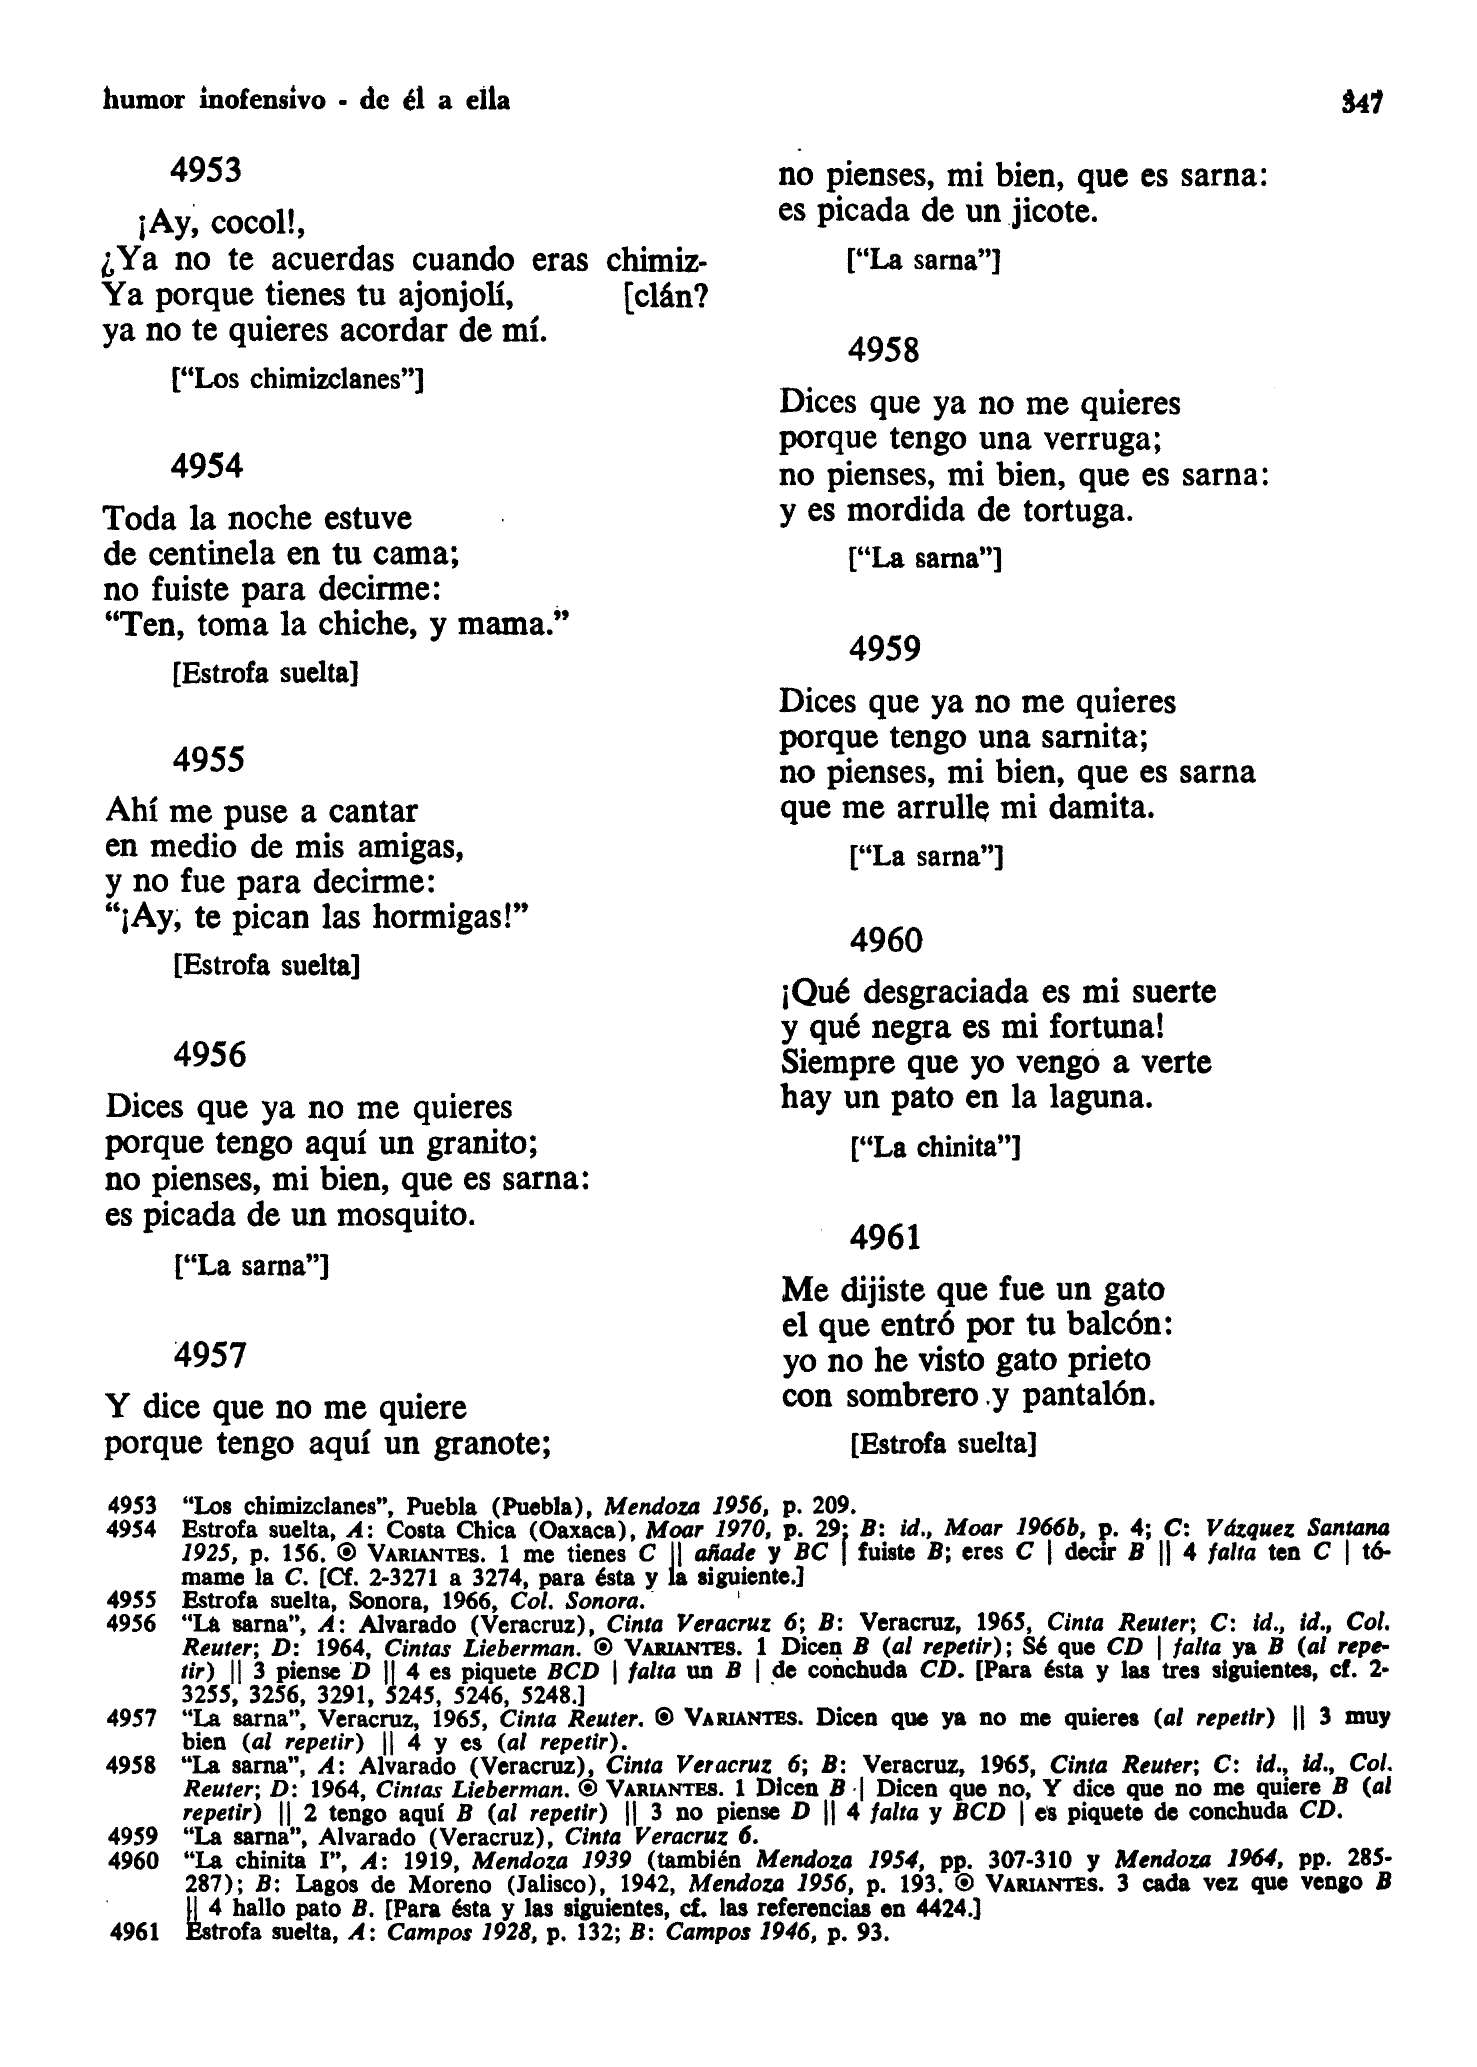 humor inofensivo - de él a ella
347
4953
¡Ay, cocol!,
¿Ya no te acuerdas cuando eras chimiz-
Ya porque tienes tu ajonjolí, [clán?
ya no te quieres acordar de mí.
["Los chimizclanes"]
4954
Toda la noche estuve
de centinela en tu cama;
no fuiste para decirme:
"Ten, toma la chiche, y mama."
[Estrofa suelta]
4955
Ahí me puse a cantar
en medio de mis amigas,
y no fue para decirme:
"¡Ay, te pican las hormigas!"
[Estrofa suelta]
4956
Dices que ya no me quieres
porque tengo aquí un granito;
no pienses, mi bien, que es sarna:
es picada de un mosquito.
["La sarna"]
4957
Y dice que no me quiere
porque tengo aquí un granote;
no pienses, mi bien, que es sarna:
es picada de un jicote.
["La sarna"]
4958
Dices que ya no me quieres
porque tengo una verruga;
no pienses, mi bien, que es sarna:
y es mordida de tortuga.
["La sarna"]
4959
Dices que ya no me quieres
porque tengo una sarnita;
no pienses, mi bien, que es sarna
que me arrulle mi damita.
["La sarna"]
4960
¡Qué desgraciada es mi suerte
y qué negra es mi fortuna!
Siempre que yo vengo a verte
hay un pato en la laguna.
["La chinita"]
4961
Me dijiste que fue un gato
el que entró por tu balcón:
yo no he visto gato prieto
con sombrero y pantalón.
[Estrofa suelta]
4953 "Los chimizclanes", Puebla (Puebla), Mendoza 1956, p. 209.
4954 Estrofa suelta, A: Costa Chica (Oaxaca), Moar 1970, p. 29; B: id., Moar 1966b, p. 4; C: Vázquez Santana
1925, p. 156. ⊙ VARIANTES. 1 me tienes C || añade y BC | fuiste B; eres C | decir B || 4 falta ten C | tó-
mame la C. [Cf. 2-3271 a 3274, para ésta y la siguiente.]
4955 Estrofa suelta, Sonora, 1966, Col. Sonora.
4956 "La sarna", A: Alvarado (Veracruz), Cinta Veracruz 6; B: Veracruz, 1965, Cinta Reuter; C: id., id., Col.
Reuter; D: 1964, Cintas Lieberman. ⊙ VARIANTES. 1 Dicen B (al repetir); Sé que CD | falta ya B (al repe-
tir) || 3 piense D || 4 es piquete BCD | falta un B | de conchuda CD. [Para ésta y las tres siguientes, cf. 2-
3255, 3256, 3291, 5245, 5246, 5248.]
4957 "La sarna", Veracruz, 1965, Cinta Reuter. ⊙ VARIANTES. Dicen que ya no me quieres (al repetir) || 3 muy
bien (al repetir) || 4 y es (al repetir).
4958 "La sarna", A: Alvarado (Veracruz), Cinta Veracruz 6; B: Veracruz, 1965, Cinta Reuter; C: id., id., Col.
Reuter; D: 1964, Cintas Lieberman. ⊙ VARIANTES. 1 Dicen B | Dicen que no, Y dice que no me quiere B (al
repetir) || 2 tengo aquí B (al repetir) || 3 no piense D || 4 falta y BCD | es piquete de conchuda CD.
4959 "La sarna", Alvarado (Veracruz), Cinta Veracruz 6.
4960 "La chinita I", A: 1919, Mendoza 1939 (también Mendoza 1954, pp. 307-310 y Mendoza 1964, pp. 285-
287); B: Lagos de Moreno (Jalisco), 1942, Mendoza 1956, p. 193. ⊙ VARIANTES. 3 cada vez que vengo B
|| 4 hallo pato B. [Para ésta y las siguientes, cf. las referencias en 4424.]
4961 Estrofa suelta, A: Campos 1928, p. 132; B: Campos 1946, p. 93.